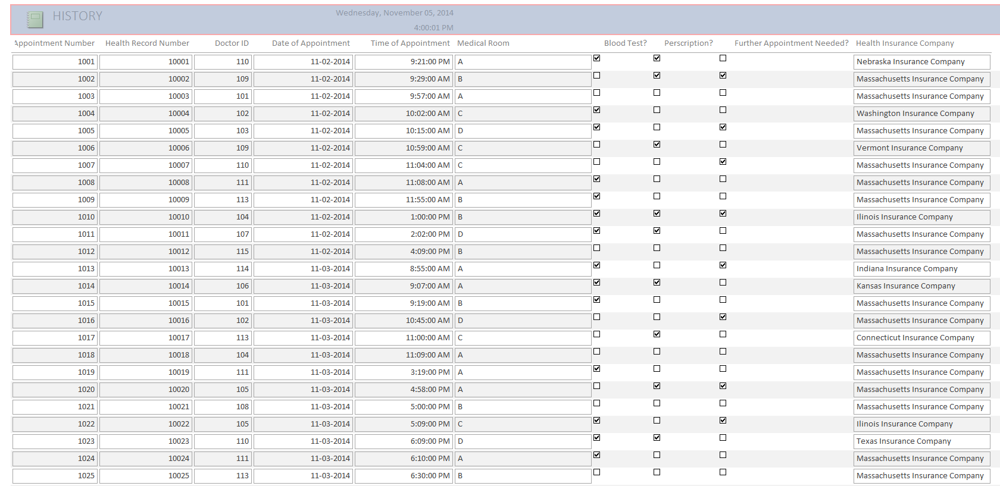 HISTORY
Wednesday, November 05, 2014
4:00:01 PM
Appointment Number Health Record Number Doctor ID Date of Appointment Time of Appointment Medical Room Blood Test? Perscription? Further Appointment Needed? Health Insurance Company
1001 10001 110 11-02-2014 9:21:00 PM A Nebraska Insurance Company
1002 10002 109 11-02-2014 9:29:00 AM B Massachusetts Insurance Company
1003 10003 101 11-02-2014 9:57:00 AM A Massachusetts Insurance Company
1004 10004 102 11-02-2014 10:02:00 AM C Washington Insurance Company
1005 10005 103 11-02-2014 10:15:00 AM D Massachusetts Insurance Company
1006 10006 109 11-02-2014 10:59:00 AM C Vermont Insurance Company
1007 10007 110 11-02-2014 11:04:00 AM C Massachusetts Insurance Company
1008 10008 111 11-02-2014 11:08:00 AM A Massachusetts Insurance Company
1009 10009 113 11-02-2014 11:55:00 AM B Massachusetts Insurance Company
1010 10010 104 11-02-2014 1:00:00 PM B Ilinois Insurance Company
1011 10011 107 11-02-2014 2:02:00 PM D Massachusetts Insurance Company
1012 10012 115 11-02-2014 4:09:00 PM B Massachusetts Insurance Company
1013 10013 114 11-03-2014 8:55:00 AM A Indiana Insurance Company
1014 10014 106 11-03-2014 9:07:00 AM A Kansas Insurance Company
1015 10015 101 11-03-2014 9:19:00 AM B Massachusetts Insurance Company
1016 10016 102 11-03-2014 10:45:00 AM D Massachusetts Insurance Company
1017 10017 113 11-03-2014 11:00:00 AM C Connecticut Insurance Company
1018 10018 104 11-03-2014 11:09:00 AM A Massachusetts Insurance Company
1019 10019 111 11-03-2014 3:19:00 PM A Massachusetts Insurance Company
1020 10020 105 11-03-2014 4:58:00 PM A Massachusetts Insurance Company
1021 10021 108 11-03-2014 5:00:00 PM B Massachusetts Insurance Company
1022 10022 105 11-03-2014 5:09:00 PM C Ilinois Insurance Company
1023 10023 110 11-03-2014 6:09:00 PM D Texas Insurance Company
1024 10024 111 11-03-2014 6:10:00 PM A Massachusetts Insurance Company
1025 10025 113 11-03-2014 6:30:00 PM B Massachusetts Insurance Company